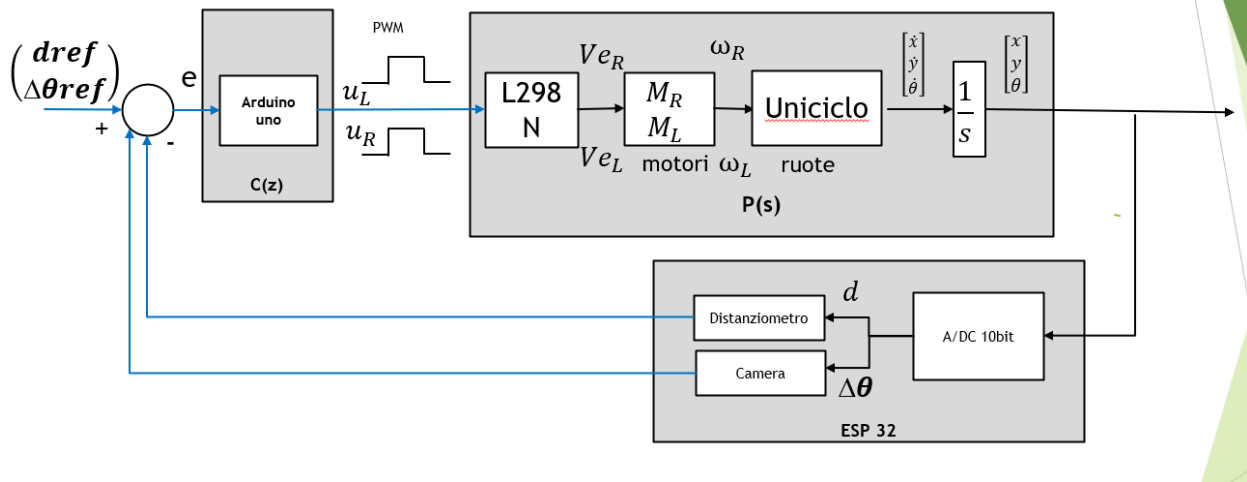 (dref
Δθref)
+
-
e
Arduino
uno
C(z)
PWM
u_L
u_R
L298
N
Ve_R
Ve_L
M_R
M_L
motori
ω_R
ω_L
Uniciclo
ruote
P(s)
[ẋ
ẏ
θ̇]
1
s
[x
y
θ]
d
Distanziometro
Camera
Δθ
A/DC 10bit
ESP 32